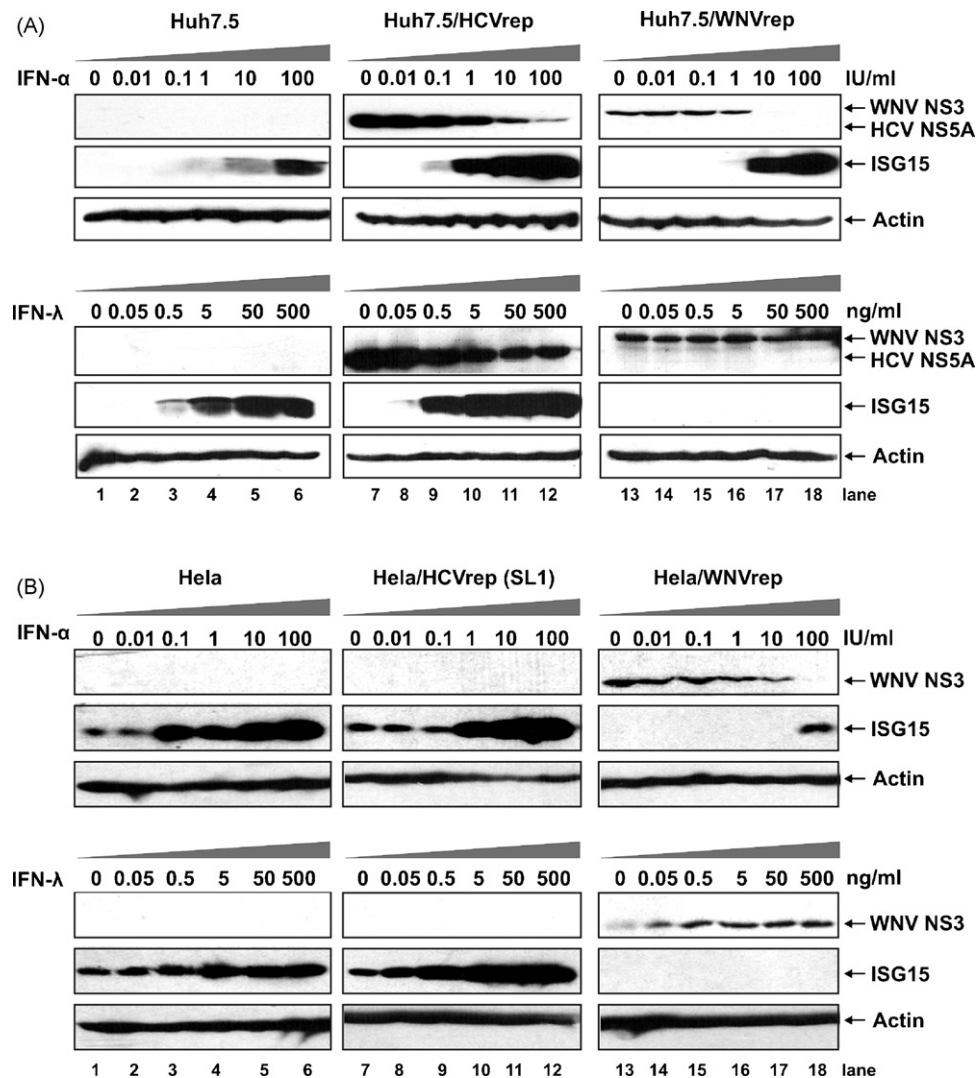 (A)
Huh7.5 Huh7.5/HCVrep Huh7.5/WNVrep
IFN-α 0 0.01 0.1 1 10 100 0 0.01 0.1 1 10 100 0 0.01 0.1 1 10 100 IU/ml
WNV NS3
HCV NS5A
ISG15
Actin
IFN-λ 0 0.05 0.5 5 50 500 0 0.05 0.5 5 50 500 0 0.05 0.5 5 50 500 ng/ml
WNV NS3
HCV NS5A
ISG15
Actin
1 2 3 4 5 6 7 8 9 10 11 12 13 14 15 16 17 18 lane
(B)
Hela Hela/HCVrep (SL1) Hela/WNVrep
IFN-α 0 0.01 0.1 1 10 100 0 0.01 0.1 1 10 100 0 0.01 0.1 1 10 100 IU/ml
WNV NS3
ISG15
Actin
IFN-λ 0 0.05 0.5 5 50 500 0 0.05 0.5 5 50 500 0 0.05 0.5 5 50 500 ng/ml
WNV NS3
ISG15
Actin
1 2 3 4 5 6 7 8 9 10 11 12 13 14 15 16 17 18 lane